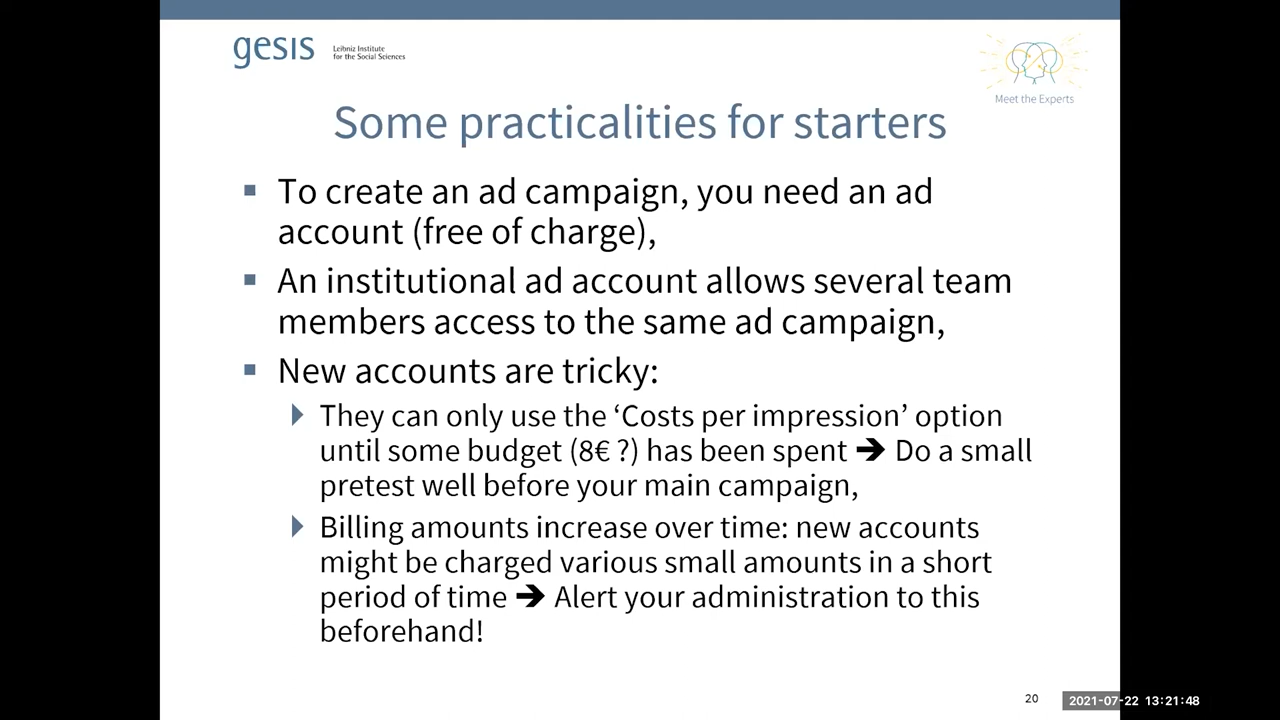 gesis
Leibniz Institute
for the Social Sciences
Meet the Experts
Some practicalities for starters
▪ To create an ad campaign, you need an ad
account (free of charge),
▪ An institutional ad account allows several team
members access to the same ad campaign,
▪ New accounts are tricky:
They can only use the ‘Costs per impression’ option
until some budget (8€ ?) has been spent ➔ Do a small
pretest well before your main campaign,
Billing amounts increase over time: new accounts
might be charged various small amounts in a short
period of time ➔ Alert your administration to this
beforehand!
20
2021-07-22 13:21:48